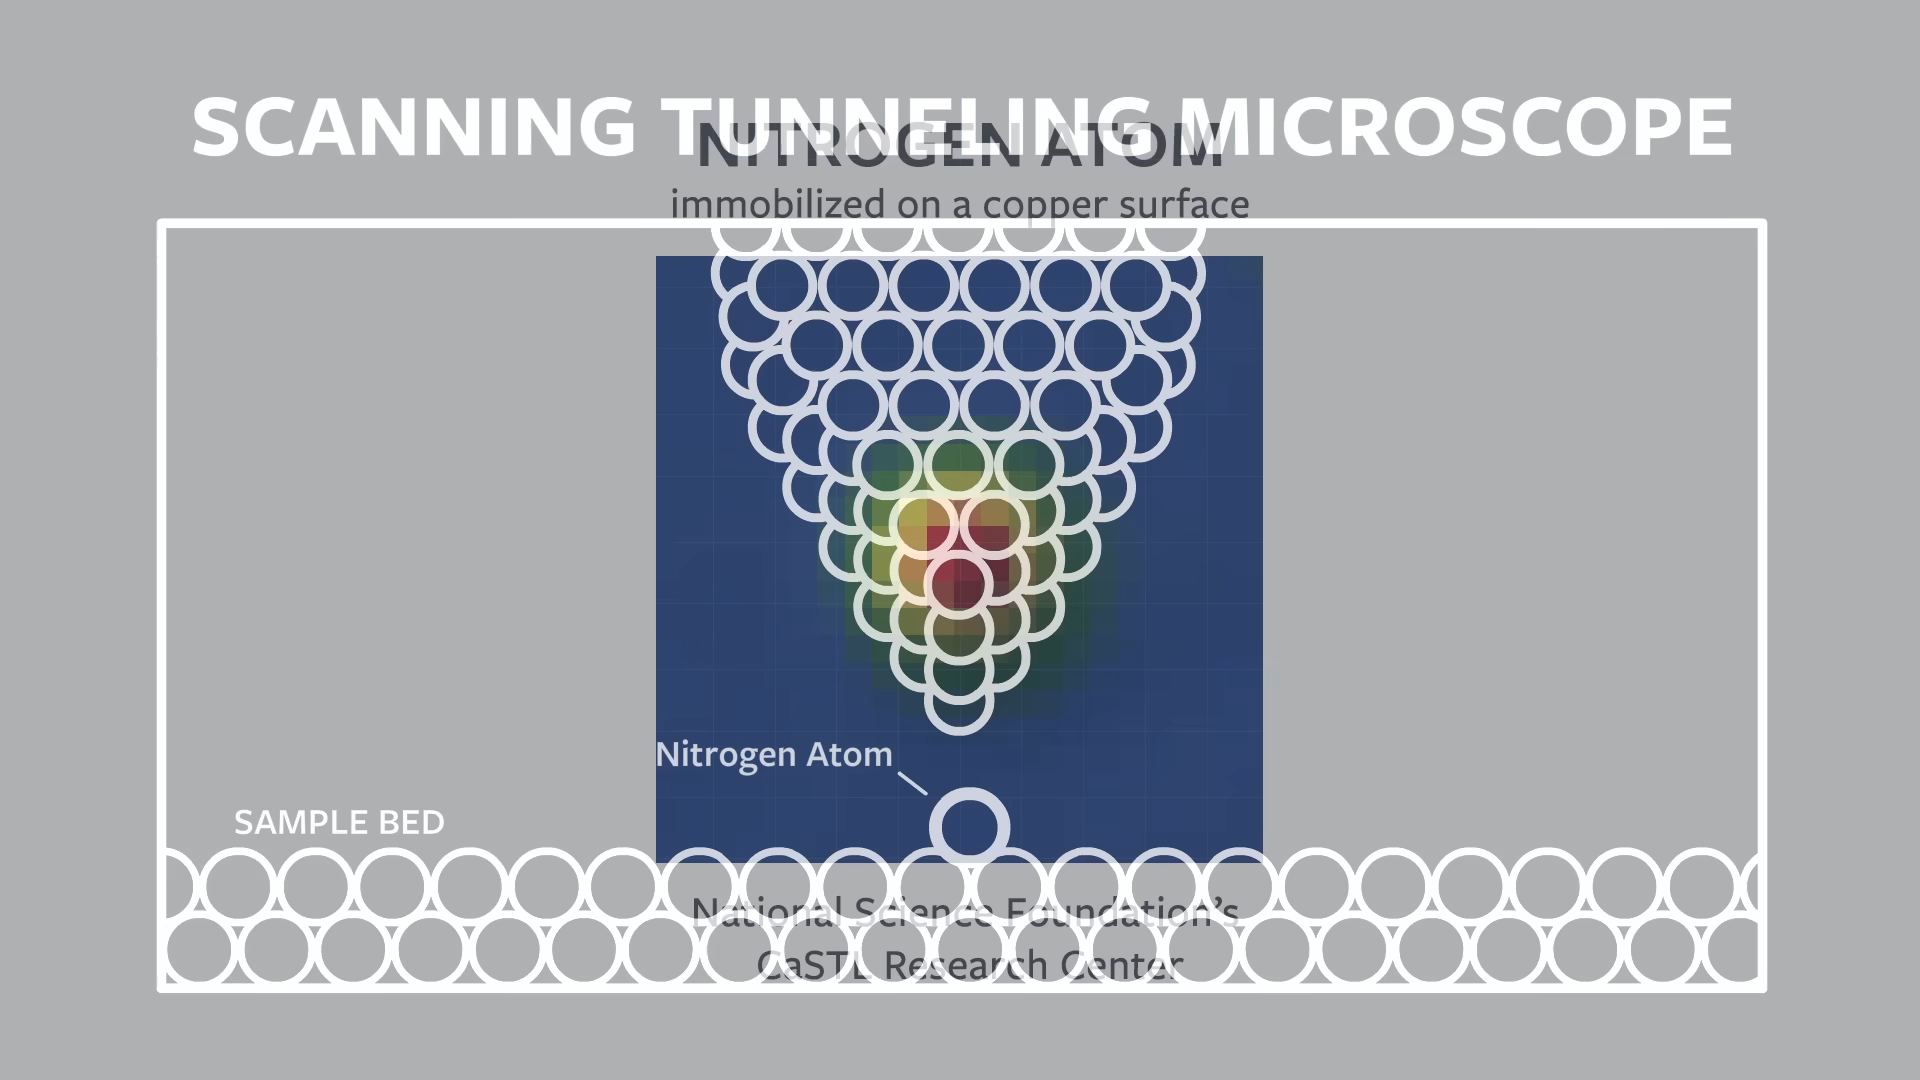 SCANNING TUNNELING MICROSCOPE
NITROGEN ATOM
immobilized on a copper surface
Nitrogen Atom
SAMPLE BED
National Science Foundation's
CaSTL Research Center